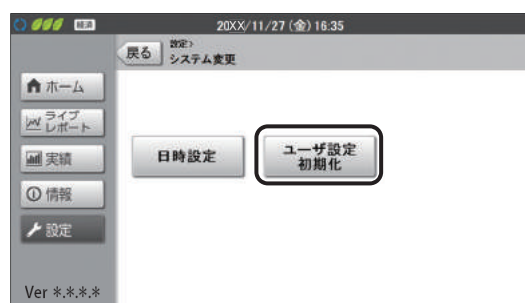 経済
20XX/11/27(金)16:35
戻る
設定>
システム変更
ホーム
ライブ
レポート
実績
情報
設定
日時設定
ユーザ設定
初期化
Ver *.*.*.*